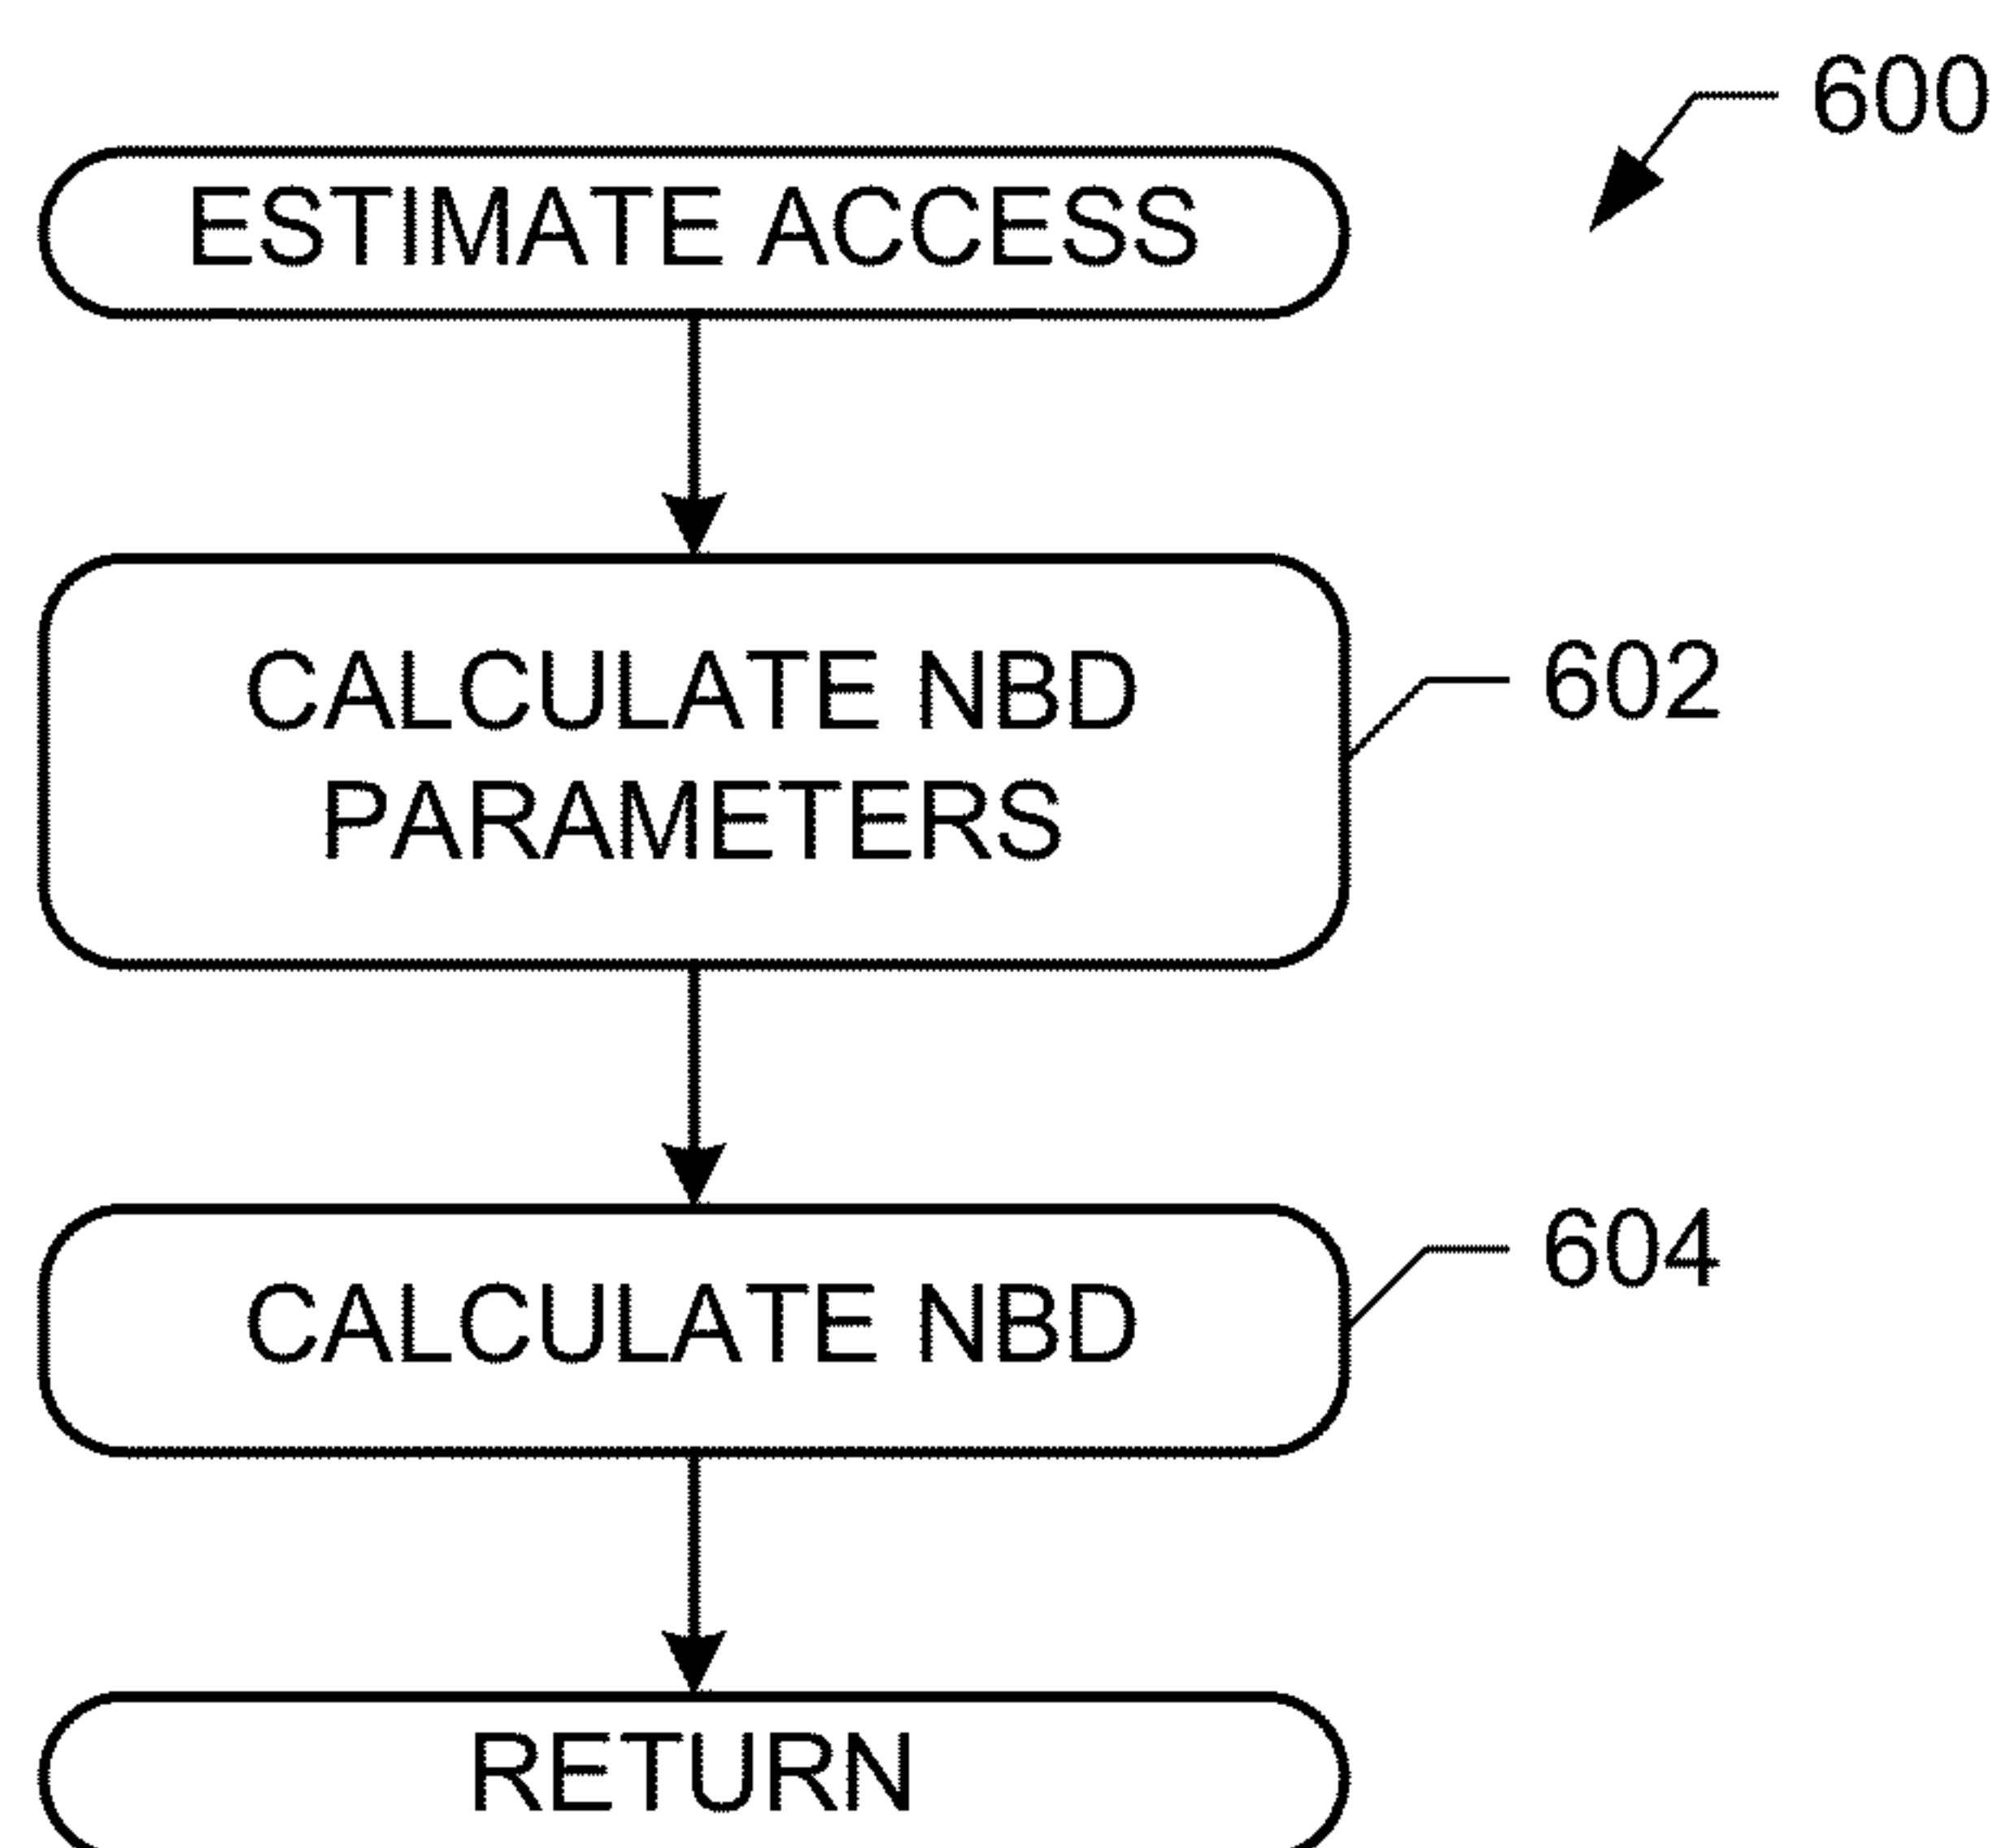 600
ESTIMATE ACCESS
CALCULATE NBD
PARAMETERS
602
CALCULATE NBD
604
RETURN